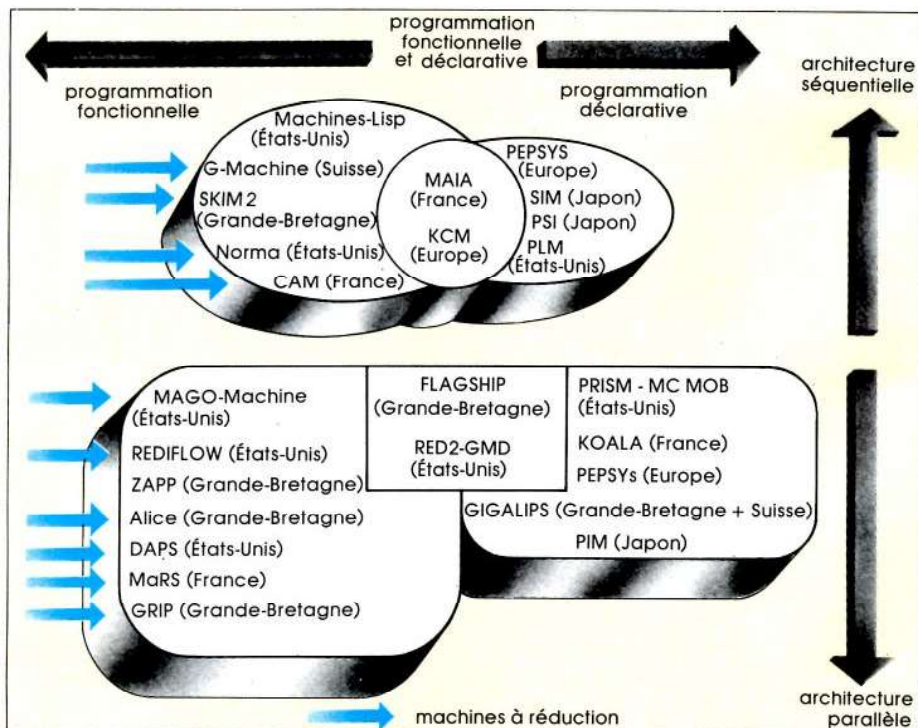 programmation
fonctionnelle
et déclarative
programmation
fonctionnelle
programmation
déclarative
architecture
séquentielle
Machines-Lisp
(États-Unis)
G-Machine (Suisse)
SKIM2
(Grande-Bretagne)
Norma (États-Unis)
CAM (France)
MAIA
(France)
KCM
(Europe)
PEPSYS
(Europe)
SIM (Japon)
PSI (Japon)
PLM
(États-Unis)
MAGO-Machine
(États-Unis)
REDIFLOW (États-Unis)
ZAPP (Grande-Bretagne)
Alice (Grande-Bretagne)
DAPS (États-Unis)
MaRS (France)
GRIP (Grande-Bretagne)
FLAGSHIP
(Grande-Bretagne)
RED2-GMD
(États-Unis)
PRISM - MC MOB
(États-Unis)
KOALA (France)
PEPSYs (Europe)
GIGALIPS (Grande-Bretagne + Suisse)
PIM (Japon)
machines à réduction
architecture
parallèle